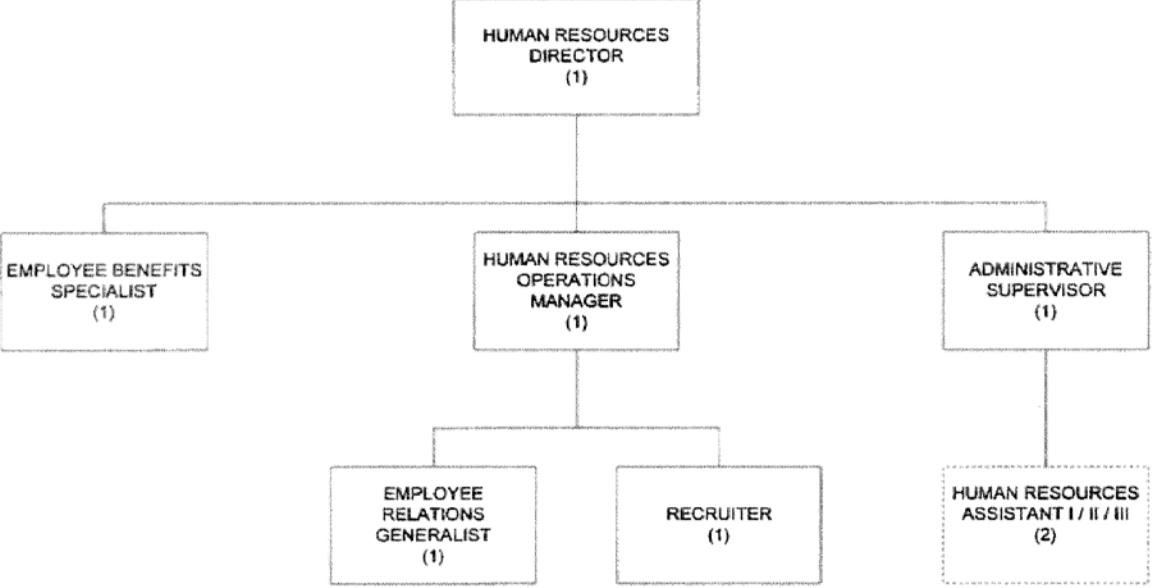 HUMAN RESOURCES
DIRECTOR
(1)
EMPLOYEE BENEFITS
SPECIALIST
(1)
HUMAN RESOURCES
OPERATIONS
MANAGER
(1)
ADMINISTRATIVE
SUPERVISOR
(1)
EMPLOYEE
RELATIONS
GENERALIST
(1)
RECRUITER
(1)
HUMAN RESOURCES
ASSISTANT I / II / III
(2)